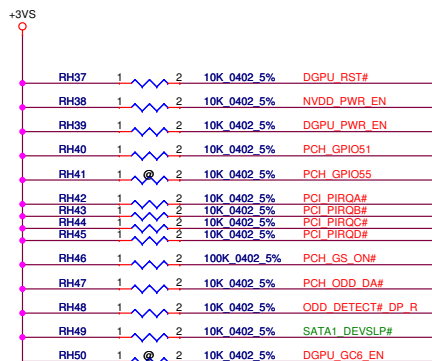 +3VS
RH37 1 2 10K_0402_5% DGPU_RST#
RH38 1 2 10K_0402_5% NVDD_PWR_EN
RH39 1 2 10K_0402_5% DGPU_PWR_EN
RH40 1 2 10K_0402_5% PCH_GPIO51
RH41 1 @ 2 10K_0402_5% PCH_GPIO55
RH42 1 2 10K_0402_5% PCI_PIRQA#
RH43 1 2 10K_0402_5% PCI_PIRQB#
RH44 1 2 10K_0402_5% PCI_PIRQC#
RH45 1 2 10K_0402_5% PCI_PIRQD#
RH46 1 2 100K_0402_5% PCH_GS_ON#
RH47 1 2 10K_0402_5% PCH_ODD_DA#
RH48 1 2 10K_0402_5% ODD_DETECT#_DP_R
RH49 1 2 10K_0402_5% SATA1_DEVSLP#
RH50 1 @ 2 10K_0402_5% DGPU_GC6_EN